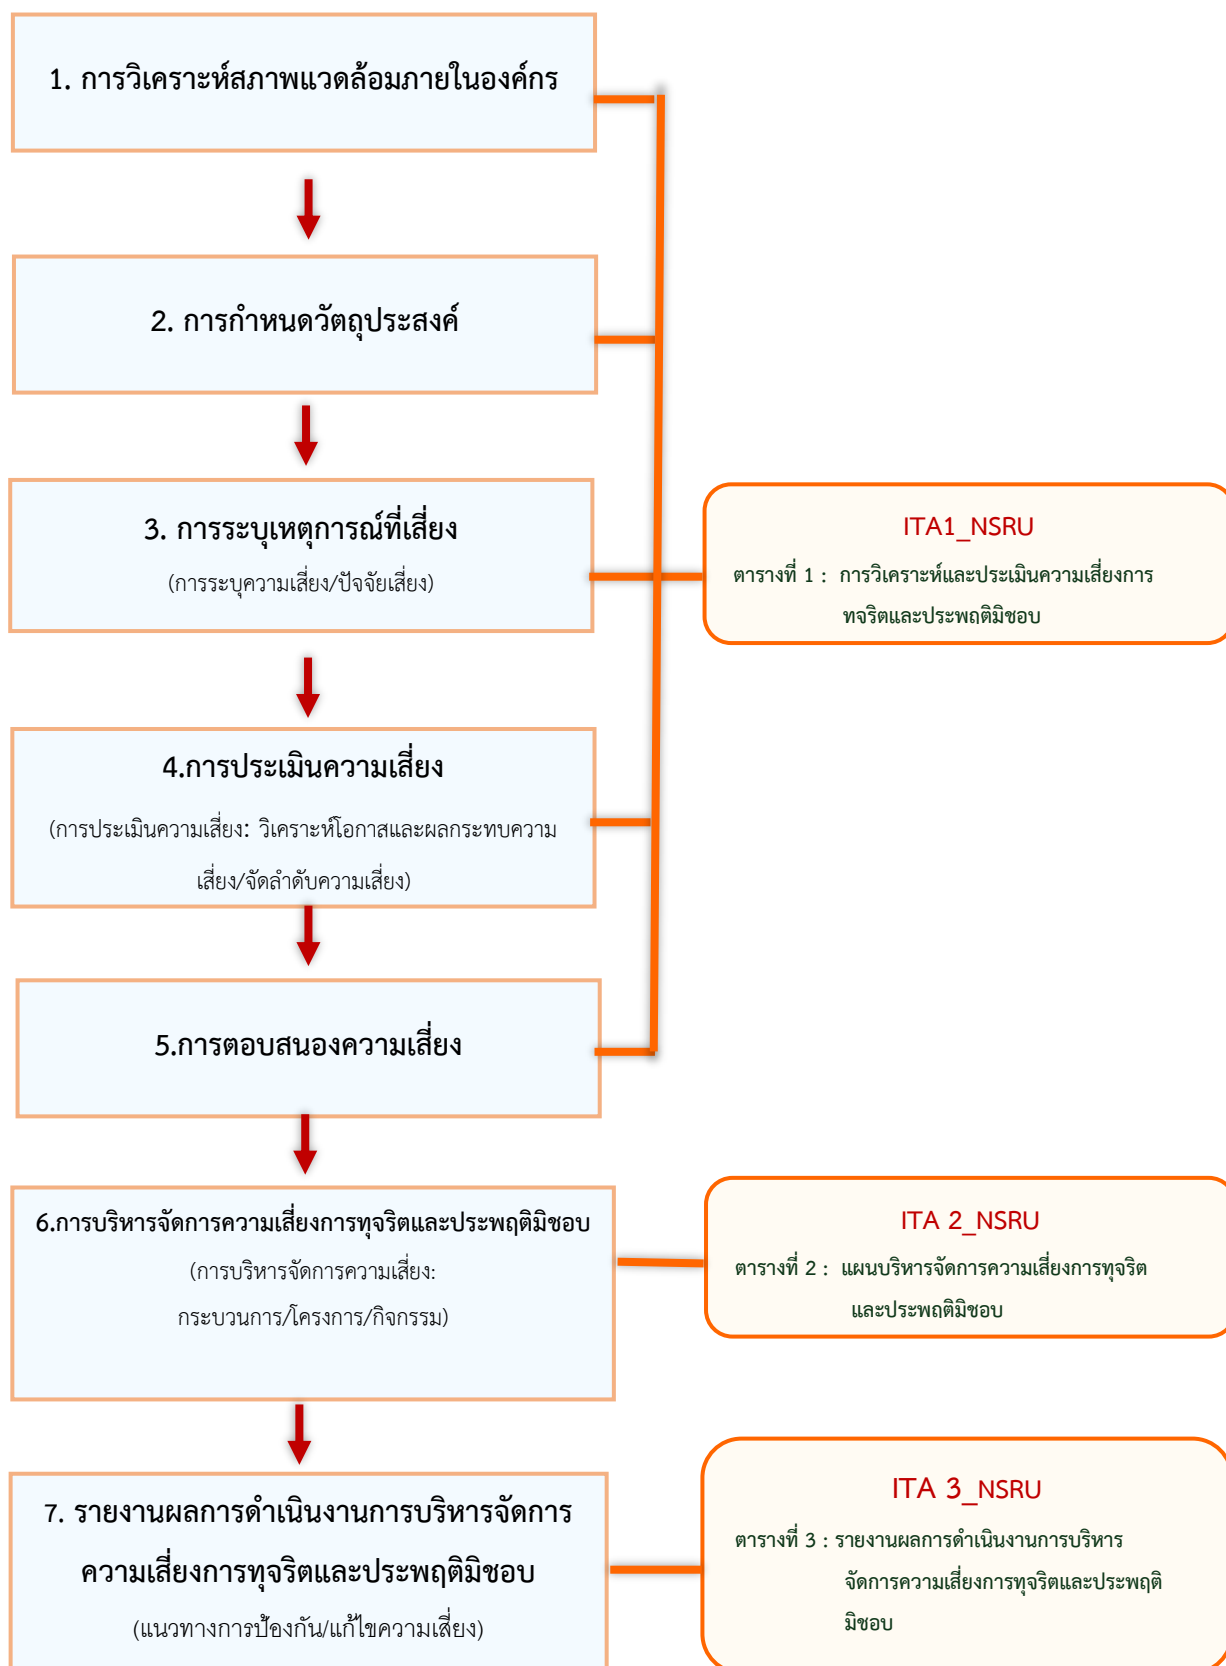 1. การวิเคราะห์สภาพแวดล้อมภายในองค์กร
2. การกำหนดวัตถุประสงค์
3. การระบุเหตุการณ์ที่เสี่ยง
(การระบุความเสี่ยง/ปัจจัยเสี่ยง)
ITA1_NSRU
ตารางที่ 1 : การวิเคราะห์และประเมินความเสี่ยงการ
ทจริตและประพฤติมิชอบ
4.การประเมินความเสี่ยง
(การประเมินความเสี่ยง: วิเคราะห์โอกาสและผลกระทบความ
เสี่ยง/จัดลำดับความเสี่ยง)
5.การตอบสนองความเสี่ยง
6.การบริหารจัดการความเสี่ยงการทุจริตและประพฤติมิชอบ
(การบริหารจัดการความเสี่ยง:
กระบวนการ/โครงการ/กิจกรรม)
ITA 2_NSRU
ตารางที่ 2 : แผนบริหารจัดการความเสี่ยงการทุจริต
และประพฤติมิชอบ
7. รายงานผลการดำเนินงานการบริหารจัดการ
ความเสี่ยงการทุจริตและประพฤติมิชอบ
(แนวทางการป้องกัน/แก้ไขความเสี่ยง)
ITA 3_NSRU
ตารางที่ 3 : รายงานผลการดำเนินงานการบริหาร
จัดการความเสี่ยงการทุจริตและประพฤติ
มิชอบ